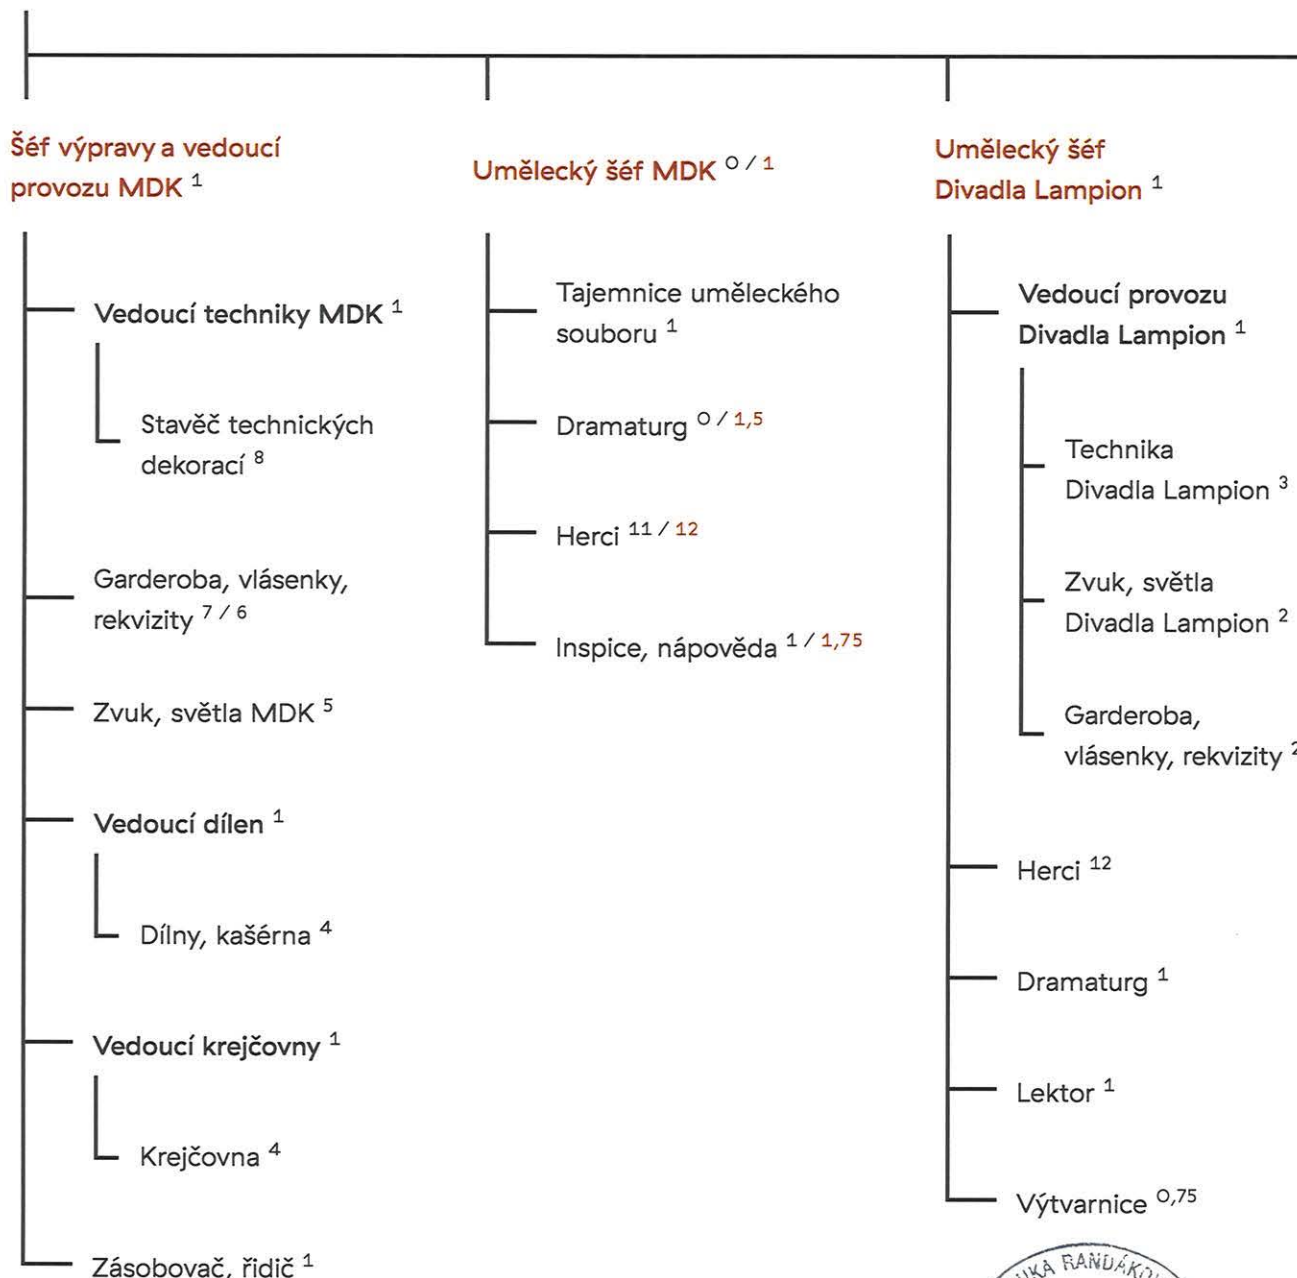 Šéf výpravy a vedoucí
provozu MDK 1
Vedoucí techniky MDK 1
Stavěč technických
dekorací 8
Garderoba, vlásenky,
rekvizity 7 / 6
Zvuk, světla MDK 5
Vedoucí dílen 1
Dílny, kašérna 4
Vedoucí krejčovny 1
Krejčovna 4
Zásobovač, řidič 1
Umělecký šéf MDK 0 / 1
Tajemnice uměleckého
souboru 1
Dramaturg 0 / 1,5
Herci 11 / 12
Inspice, nápověda 1 / 1,75
Umělecký šéf
Divadla Lampion 1
Vedoucí provozu
Divadla Lampion 1
Technika
Divadla Lampion 3
Zvuk, světla
Divadla Lampion 2
Garderoba,
vlásenky, rekvizity 2
Herci 12
Dramaturg 1
Lektor 1
Výtvarnice 0,75